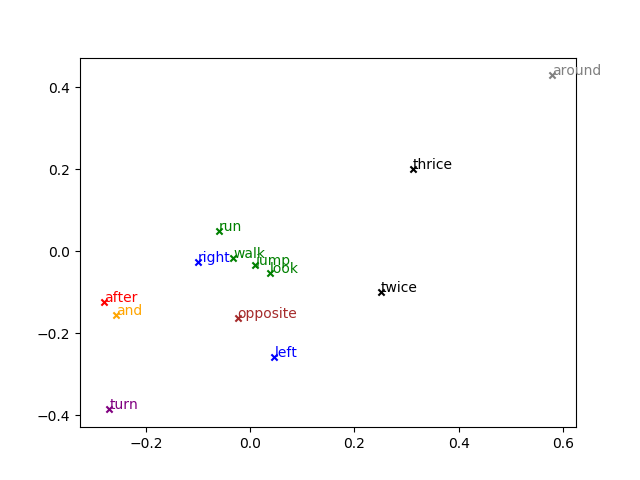 around
0.4
thrice
0.2
run
0.0
walk
right
jump
look
twice
after
and
opposite
−0.2
left
turn
−0.4
−0.2
0.0
0.2
0.4
0.6